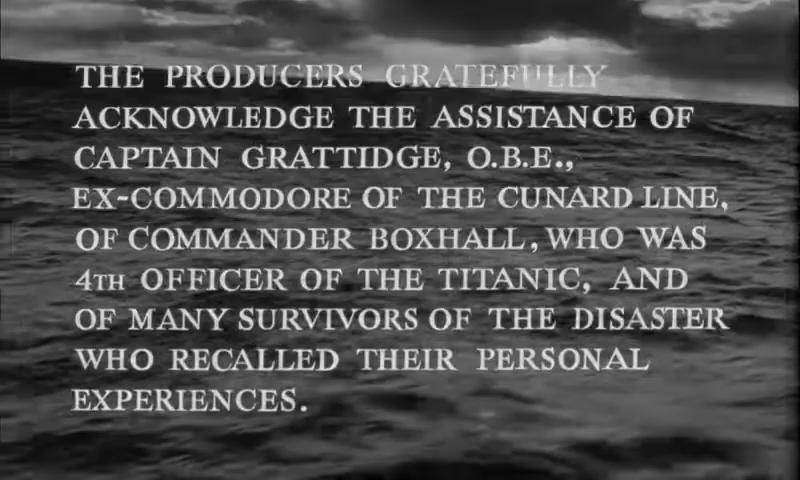 THE PRODUCERS GRATEFULLY
ACKNOWLEDGE THE ASSISTANCE OF
CAPTAIN GRATTIDGE, O.B.E.,
EX-COMMODORE OF THE CUNARD LINE,
OF COMMANDER BOXHALL, WHO WAS
4TH OFFICER OF THE TITANIC, AND
OF MANY SURVIVORS OF THE DISASTER
WHO RECALLED THEIR PERSONAL
EXPERIENCES.